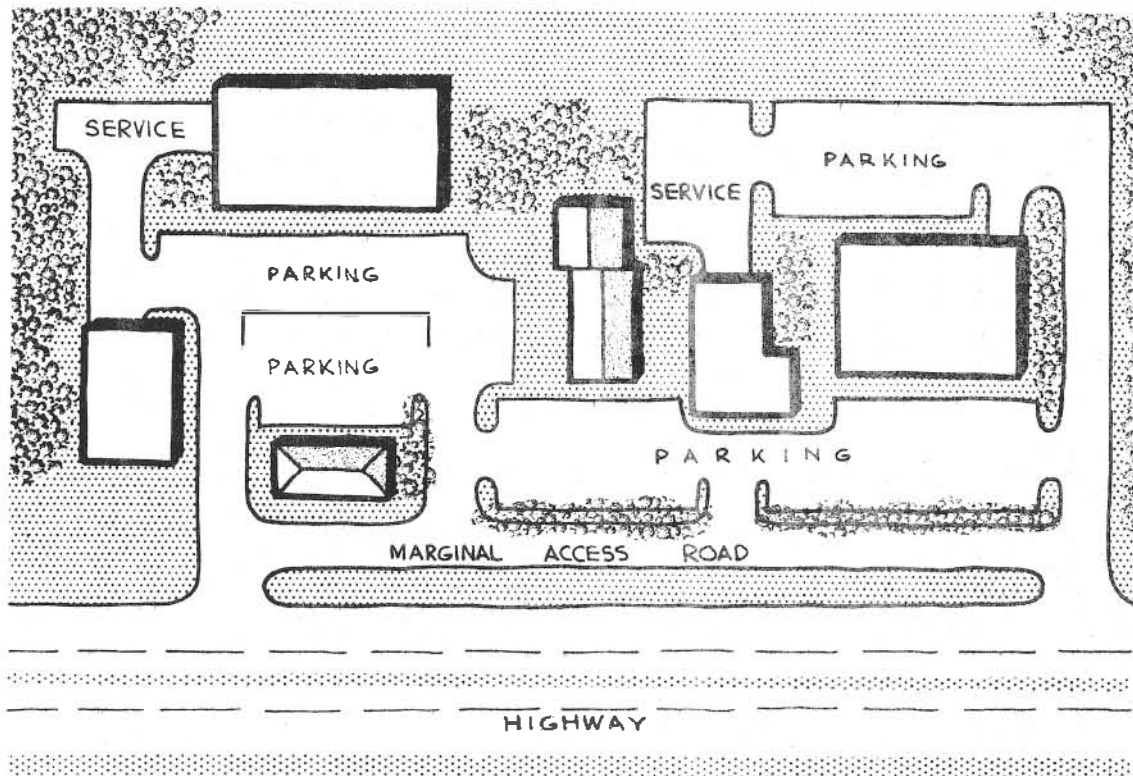 SERVICE
PARKING
SERVICE
PARKING
PARKING
PARKING
MARGINAL ACCESS ROAD
HIGHWAY